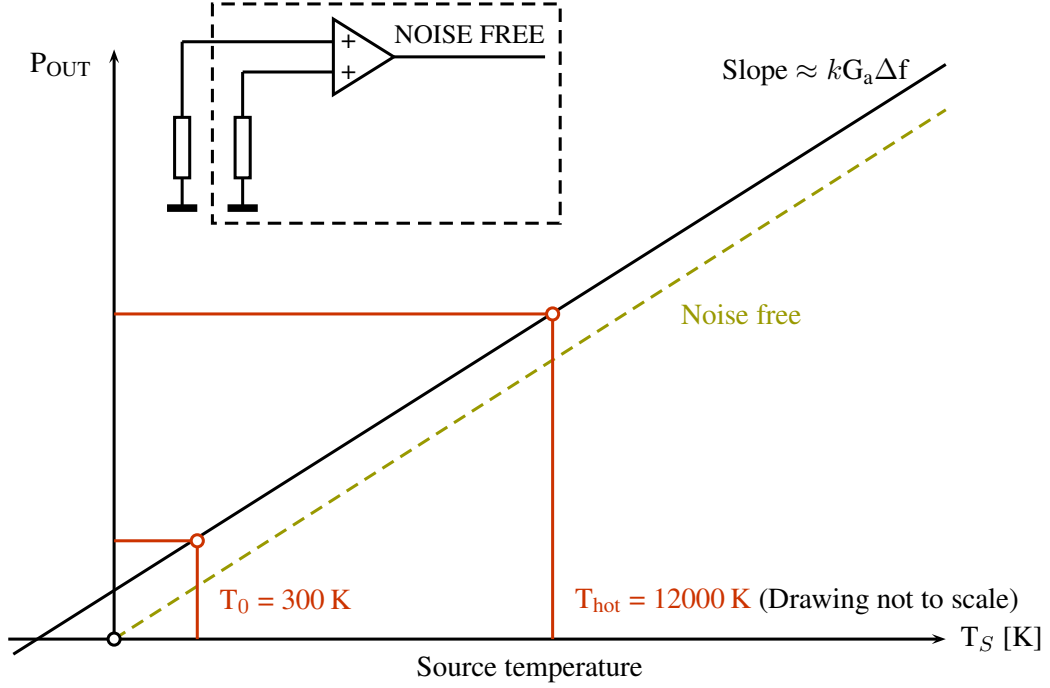 NOISE FREE
+
+
P_OUT
Slope ≈ kG_aΔf
Noise free
T_0 = 300 K
T_hot = 12000 K (Drawing not to scale)
T_S [K]
Source temperature